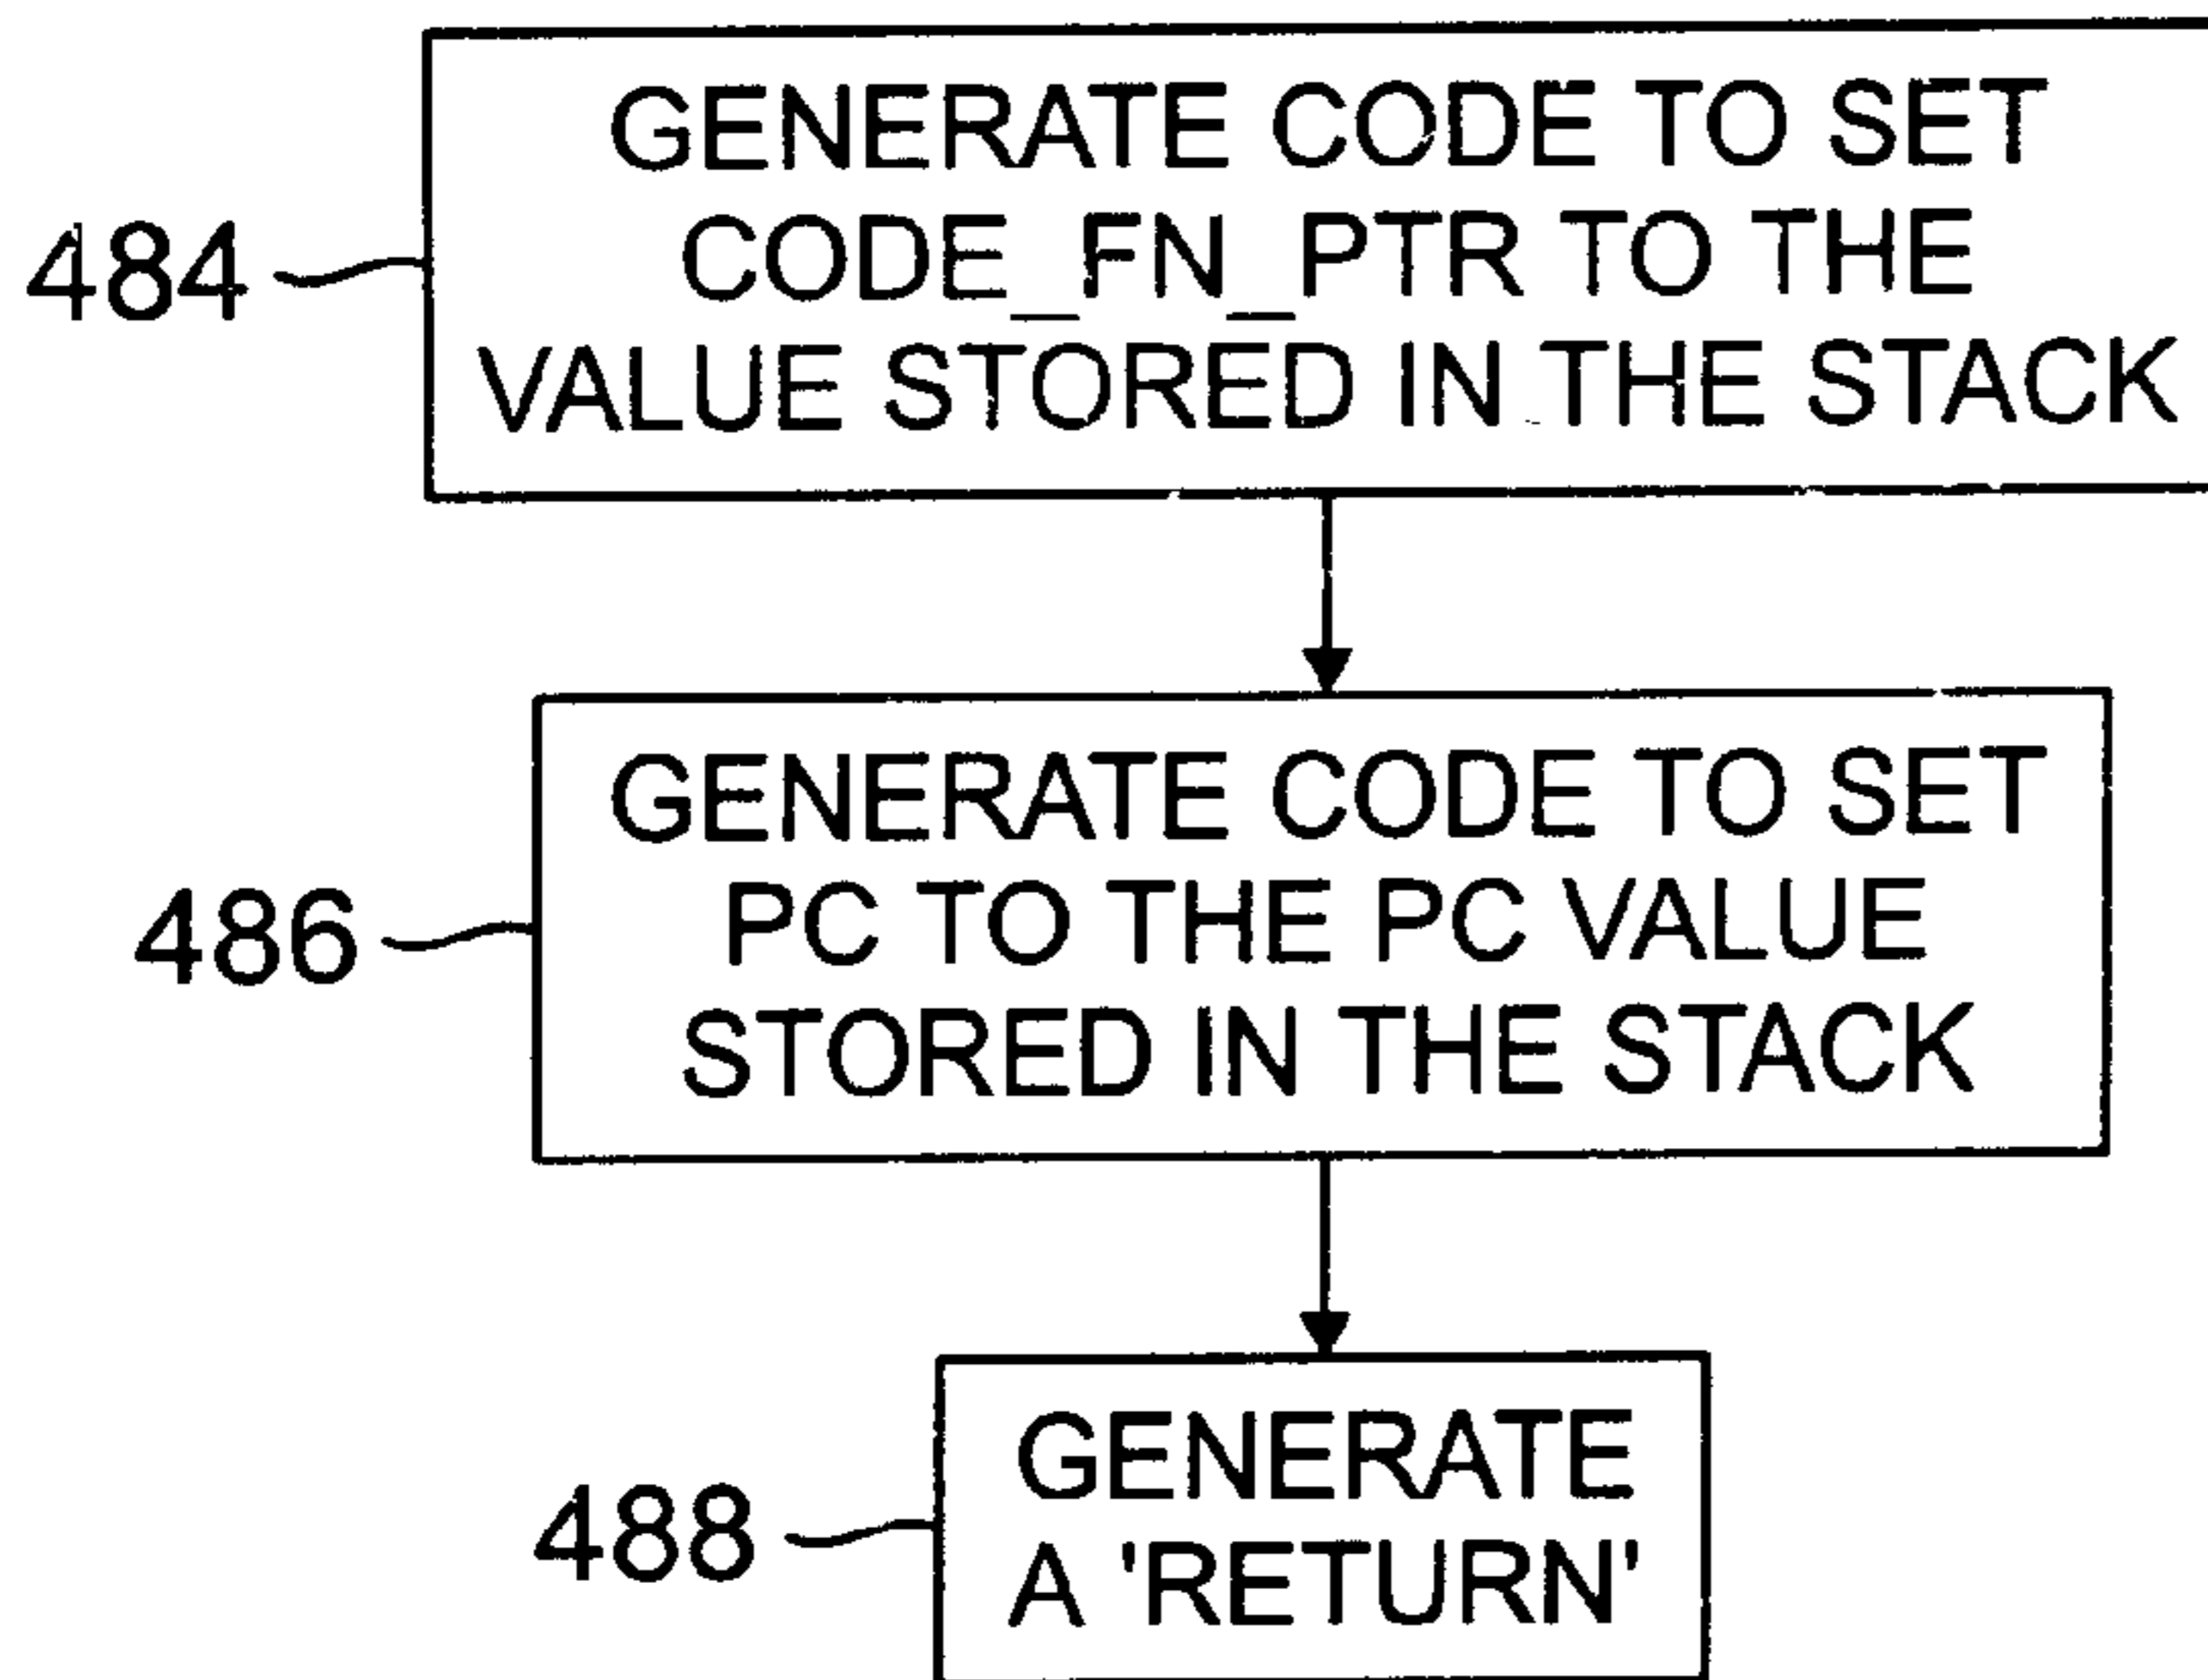 GENERATE CODE TO SET
CODE_FN_PTR TO THE
VALUE STORED IN THE STACK
484
GENERATE CODE TO SET
PC TO THE PC VALUE
STORED IN THE STACK
486
GENERATE
A 'RETURN'
488